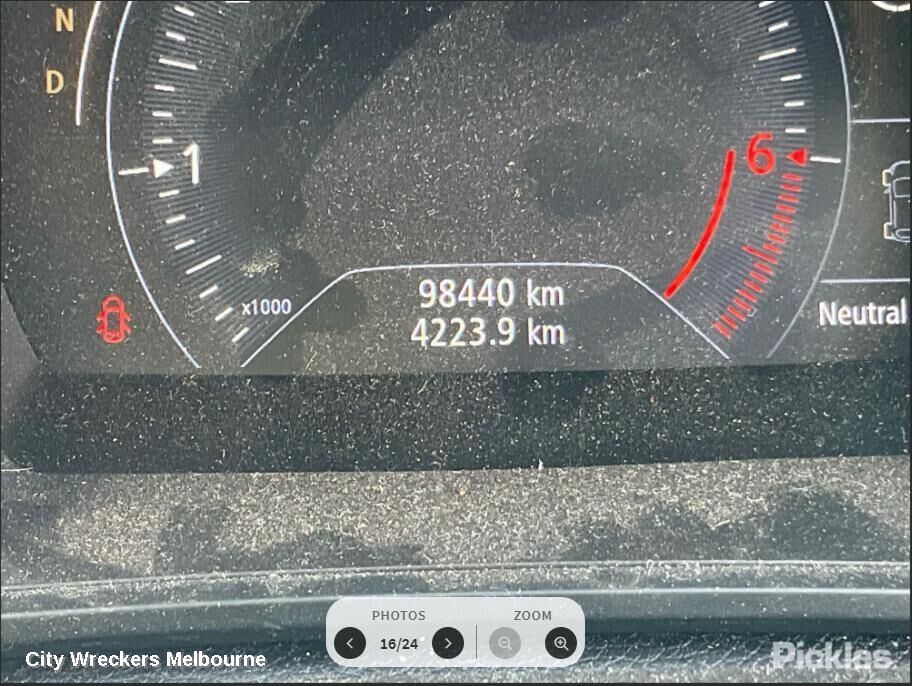 N
D
1
6
x1000
98440 km
4223.9 km
Neutral
PHOTOS
ZOOM
16/24
City Wreckers Melbourne
Pickles